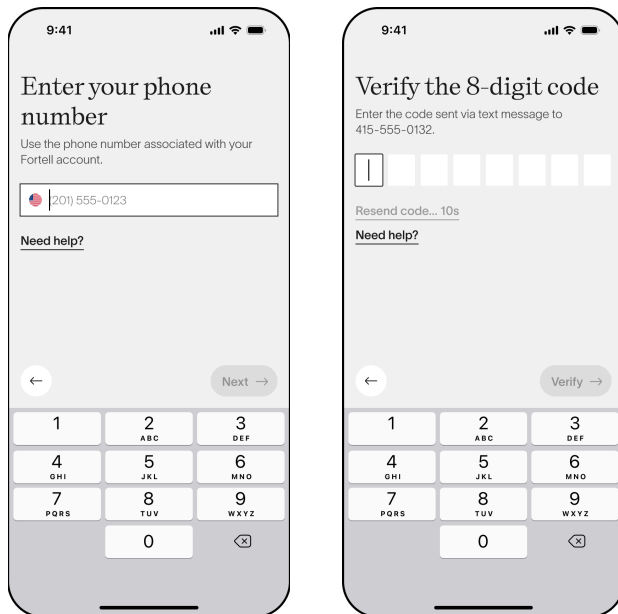 9:41
Enter your phone
number
Use the phone number associated with your
Fortell account.
(201) 555-0123
Need help?
Next →
1
2
ABC
3
DEF
4
GHI
5
JKL
6
MNO
7
PQRS
8
TUV
9
WXYZ
0
9:41
Verify the 8-digit code
Enter the code sent via text message to
415-555-0132.
Resend code... 10s
Need help?
Verify →
1
2
ABC
3
DEF
4
GHI
5
JKL
6
MNO
7
PQRS
8
TUV
9
WXYZ
0